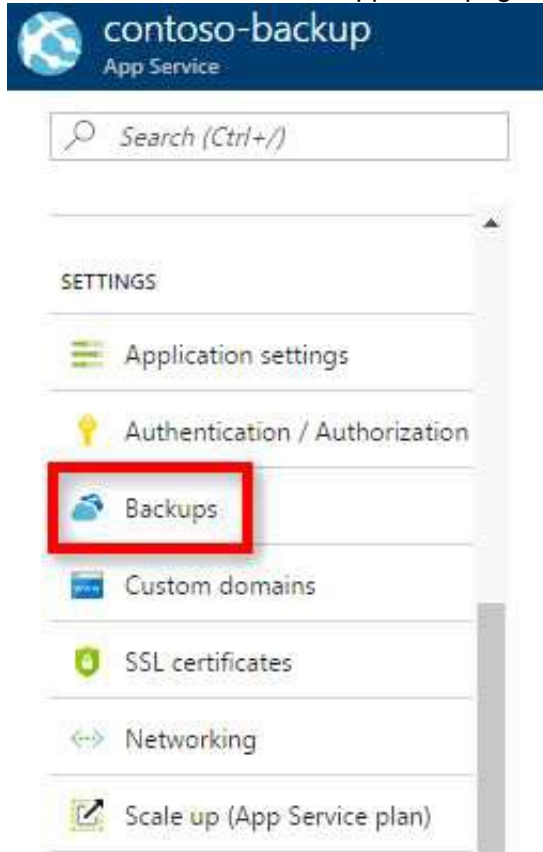 contoso-backup
App Service
Search (Ctrl+/)
SETTINGS
Application settings
Authentication / Authorization
Backups
Custom domains
SSL certificates
Networking
Scale up (App Service plan)